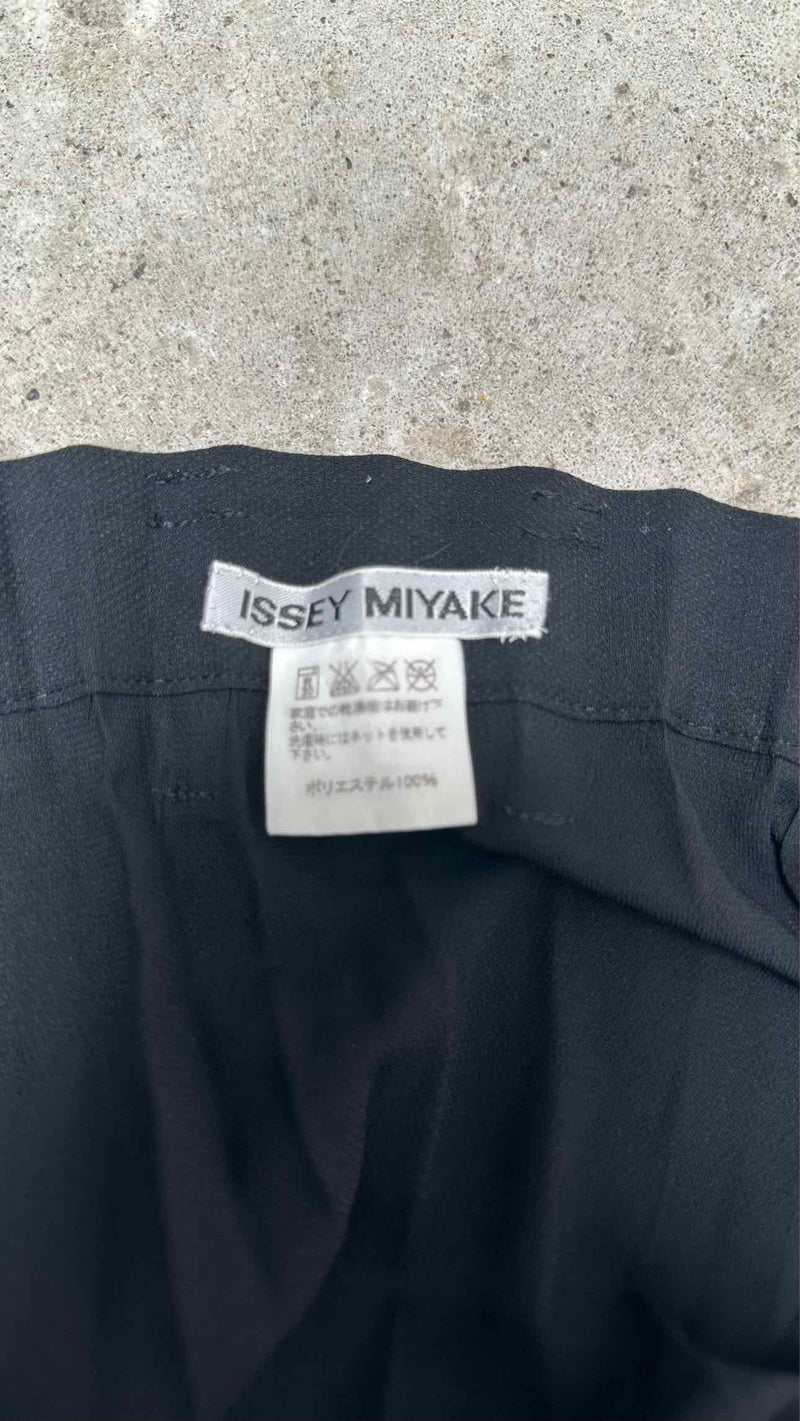 ISSEY MIYAKE
家庭での乾燥機はお避け下
さい。
洗濯時にはネットを使用して
下さい。
ポリエステル100%